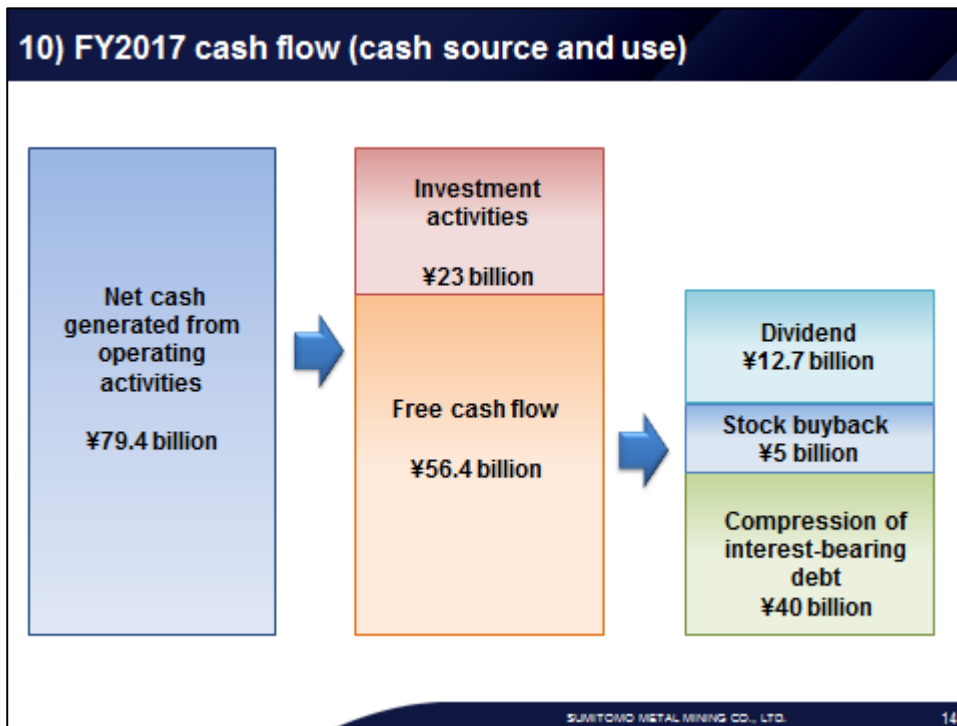 10) FY2017 cash flow (cash source and use)
Net cash
generated from
operating
activities
¥79.4 billion
Investment
activities
¥23 billion
Free cash flow
¥56.4 billion
Dividend
¥12.7 billion
Stock buyback
¥5 billion
Compression of
interest-bearing
debt
¥40 billion
SUMITOMO METAL MINING CO., LTD.
14